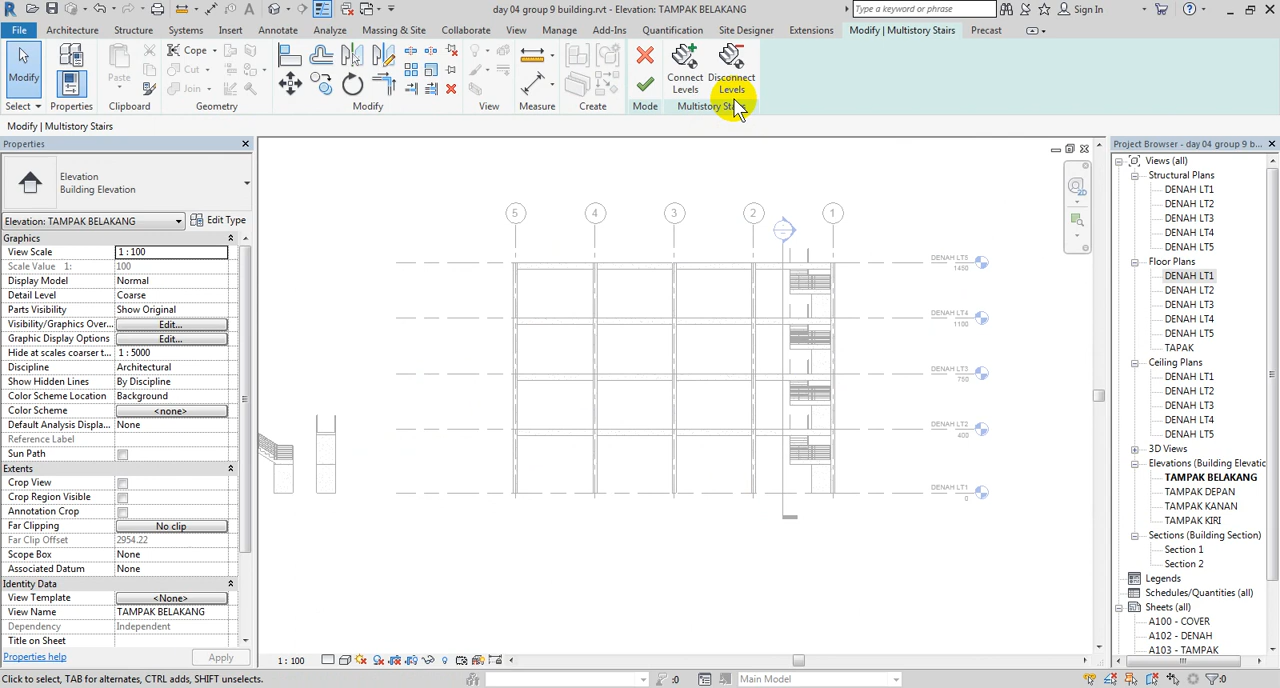 day 04 group 9 building.rvt - Elevation: TAMPAK BELAKANG
Type a keyword or phrase
Sign In
File Architecture Structure Systems Insert Annotate Analyze Massing & Site Collaborate View Manage Add-Ins Quantification Site Designer Extensions Modify | Multistory Stairs Precast
Modify
Properties
Paste
Cope
Cut
Join
Connect Levels
Disconnect Levels
Select Properties Clipboard Geometry Modify View Measure Create Mode Multistory
Modify | Multistory Stairs
Properties
Elevation
Building Elevation
Elevation: TAMPAK BELAKANG
Edit Type
Graphics
View Scale 1 : 100
Scale Value 1: 100
Display Model Normal
Detail Level Coarse
Parts Visibility Show Original
Visibility/Graphics Over... Edit...
Graphic Display Options Edit...
Hide at scales coarser t... 1 : 5000
Discipline Architectural
Show Hidden Lines By Discipline
Color Scheme Location Background
Color Scheme <none>
Default Analysis Displa... None
Reference Label
Sun Path
Extents
Crop View
Crop Region Visible
Annotation Crop
Far Clipping No clip
Far Clip Offset 2954.22
Scope Box None
Associated Datum None
Identity Data
View Template <None>
View Name TAMPAK BELAKANG
Dependency Independent
Title on Sheet
Properties help
Apply
5 4 3 2 1
DENAH LT5
1450
DENAH LT4
1100
DENAH LT3
750
DENAH LT2
400
DENAH LT1
0
2D
1 : 100
Project Browser - day 04 group 9 b...
Views (all)
Structural Plans
DENAH LT1
DENAH LT2
DENAH LT3
DENAH LT4
DENAH LT5
Floor Plans
DENAH LT1
DENAH LT2
DENAH LT3
DENAH LT4
DENAH LT5
TAPAK
Ceiling Plans
DENAH LT1
DENAH LT2
DENAH LT3
DENAH LT4
DENAH LT5
3D Views
Elevations (Building Elevatic
TAMPAK BELAKANG
TAMPAK DEPAN
TAMPAK KANAN
TAMPAK KIRI
Sections (Building Section)
Section 1
Section 2
Legends
Schedules/Quantities (all)
Sheets (all)
A100 - COVER
A102 - DENAH
A103 - TAMPAK
Click to select, TAB for alternates, CTRL adds, SHIFT unselects.
:0
Main Model
:0